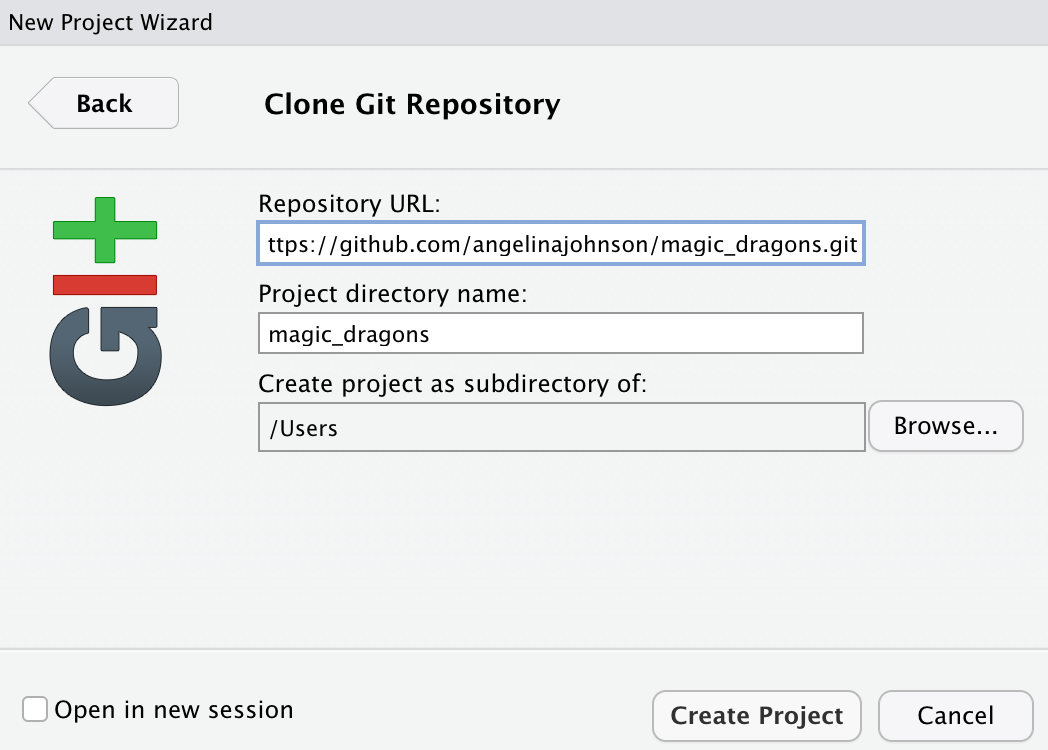 New Project Wizard
Back
Clone Git Repository
GIT
Repository URL:
ttps://github.com/angelinajohnson/magic_dragons.git
Project directory name:
magic_dragons
Create project as subdirectory of:
/Users
Browse...
Open in new session
Create Project
Cancel